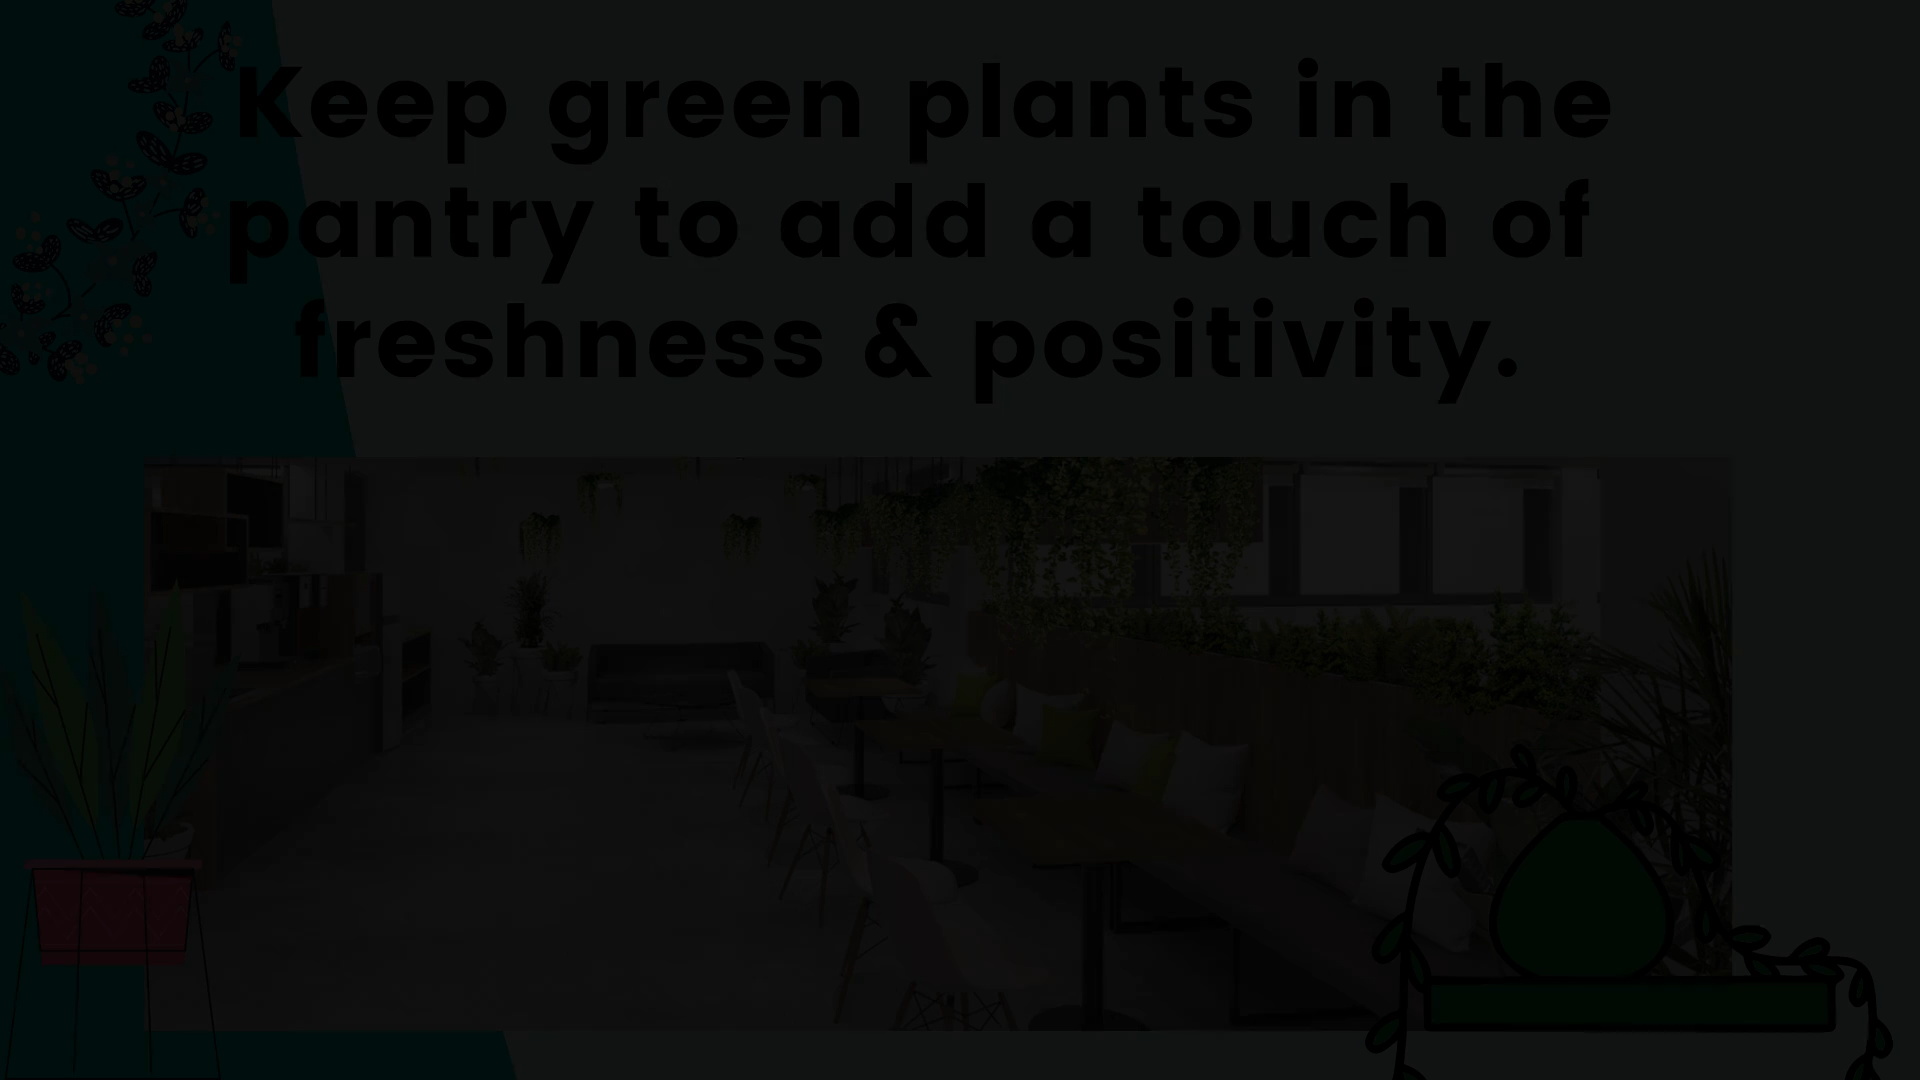 Keep green plants in the
pantry to add a touch of
freshness & positivity.